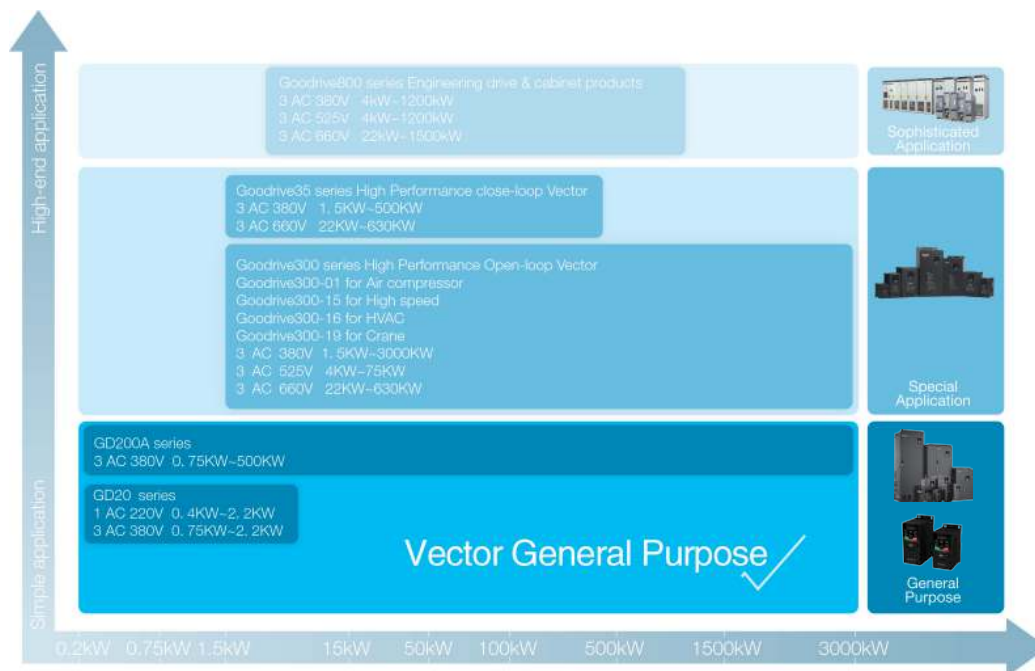 High-end application
Goodrive800 series Engineering drive & cabinet products
3 AC 380V 4kW~1200kW
3 AC 525V 4kW~1200kW
3 AC 660V 22kW~1500kW
Sophisticated
Application
Goodrive35 series High Performance close-loop Vector
3 AC 380V 1. 5KW~500KW
3 AC 660V 22KW~630KW
Goodrive300 series High Performance Open-loop Vector
Goodrive300-01 for Air compressor
Goodrive300-15 for High speed
Goodrive300-16 for HVAC
Goodrive300-19 for Crane
3 AC 380V 1. 5KW~3000KW
3 AC 525V 4KW~75KW
3 AC 660V 22KW~630KW
Special
Application
Simple application
GD200A series
3 AC 380V 0. 75KW~500KW
GD20 series
1 AC 220V 0. 4KW~2. 2KW
3 AC 380V 0. 75KW~2. 2KW
Vector General Purpose
General
Purpose
0.2kW 0.75kW 1.5kW 15kW 50kW 100kW 500kW 1500kW 3000kW